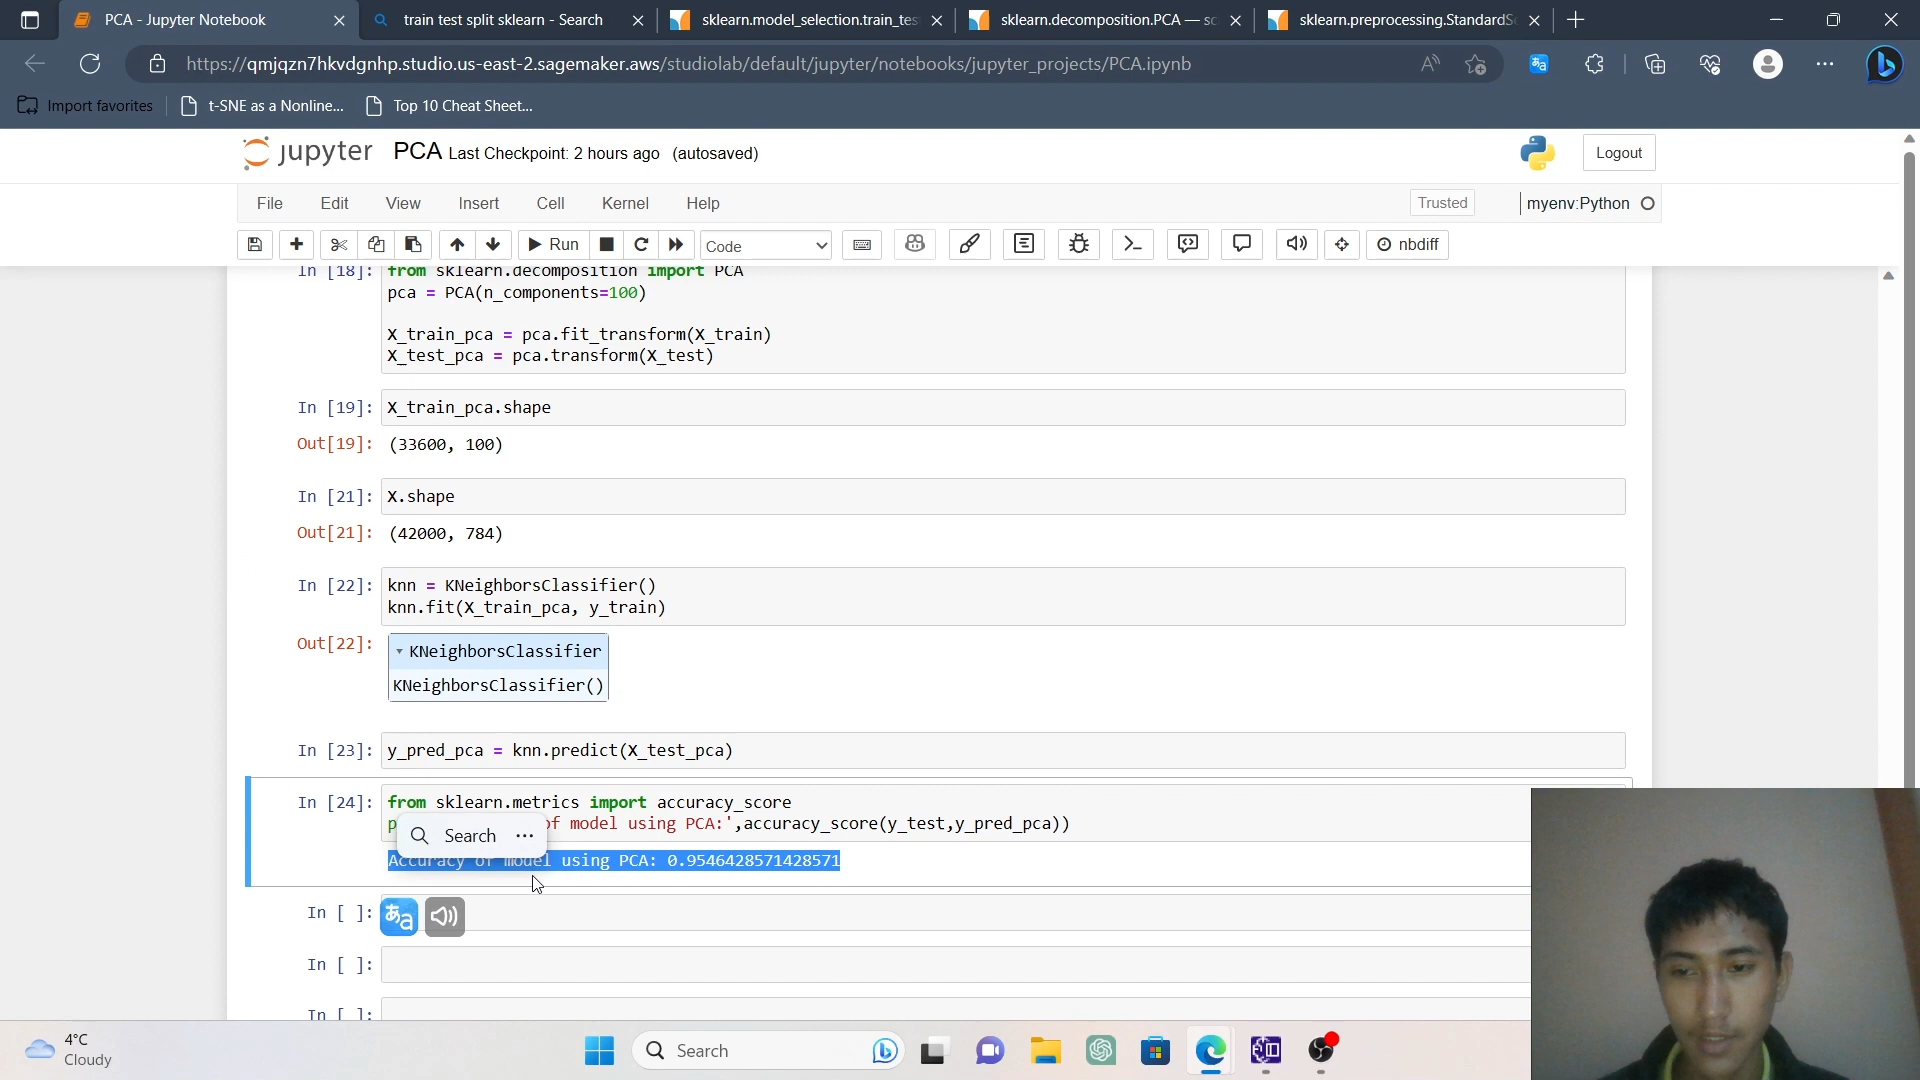 PCA - Jupyter Notebook
train test split sklearn - Search
sklearn.model_selection.train_tes
sklearn.decomposition.PCA — sc
sklearn.preprocessing.StandardSc
https://qmjqzn7hkvdgnhp.studio.us-east-2.sagemaker.aws/studiolab/default/jupyter/notebooks/jupyter_projects/PCA.ipynb
Import favorites
t-SNE as a Nonline...
Top 10 Cheat Sheet...
jupyter PCA Last Checkpoint: 2 hours ago (autosaved)
Logout
File Edit View Insert Cell Kernel Help
Trusted
myenv:Python
Run
Code
nbdiff
In [18]: from sklearn.decomposition import PCA
pca = PCA(n_components=100)
X_train_pca = pca.fit_transform(X_train)
X_test_pca = pca.transform(X_test)
In [19]: X_train_pca.shape
Out[19]: (33600, 100)
In [21]: X.shape
Out[21]: (42000, 784)
In [22]: knn = KNeighborsClassifier()
knn.fit(X_train_pca, y_train)
Out[22]:
KNeighborsClassifier
KNeighborsClassifier()
In [23]: y_pred_pca = knn.predict(X_test_pca)
In [24]: from sklearn.metrics import accuracy_score
p of model using PCA:',accuracy_score(y_test,y_pred_pca))
Search ...
Accuracy of model using PCA: 0.9546428571428571
In [ ]: あa
In [ ]:
In [ ]:
4°C
Cloudy
Search